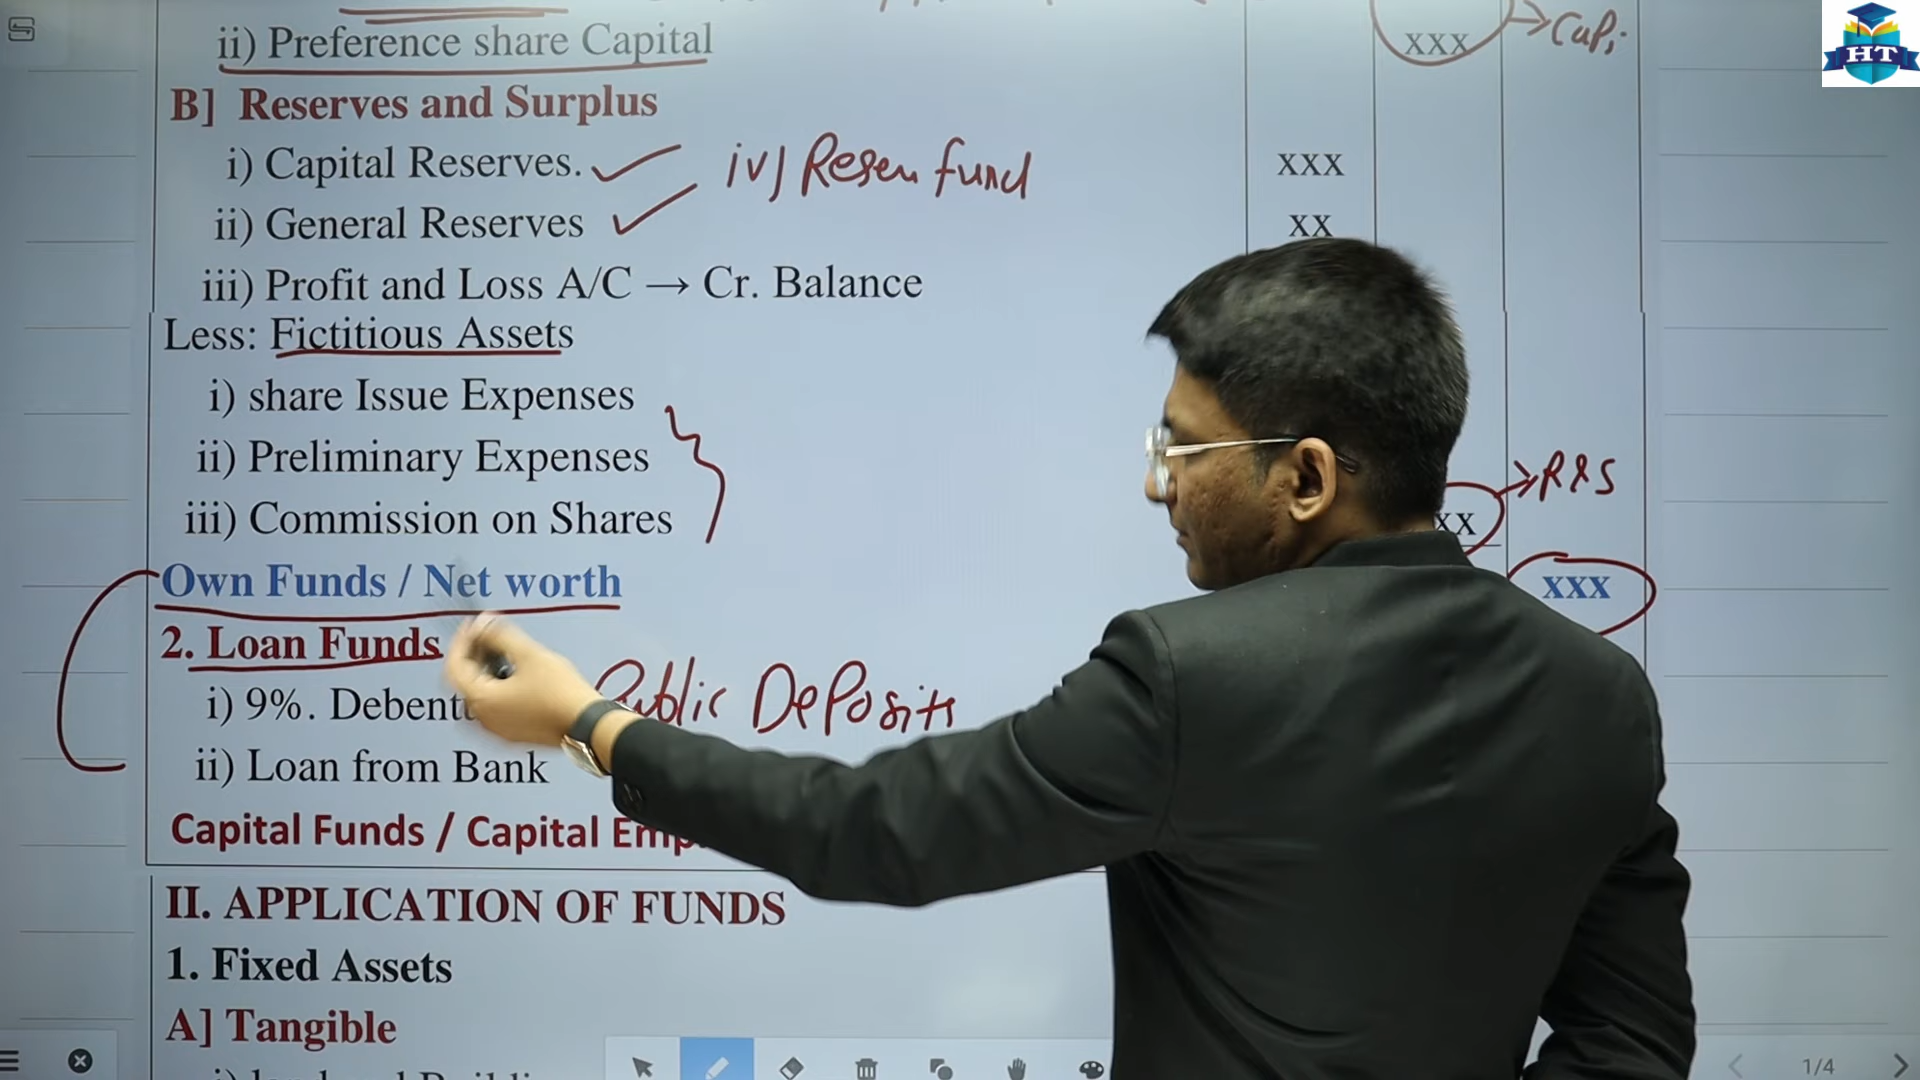 ii) Preference share Capital xxx → Cap;
B] Reserves and Surplus
i) Capital Reserves. iv) Reserv fund xxx
ii) General Reserves xx
iii) Profit and Loss A/C → Cr. Balance
Less: Fictitious Assets
i) share Issue Expenses
ii) Preliminary Expenses → R&S
iii) Commission on Shares xx
Own Funds / Net worth xxx
2. Loan Funds
i) 9%. Debent Public Deposits
ii) Loan from Bank
Capital Funds / Capital Emp
II. APPLICATION OF FUNDS
1. Fixed Assets
A] Tangible
1/4
HT